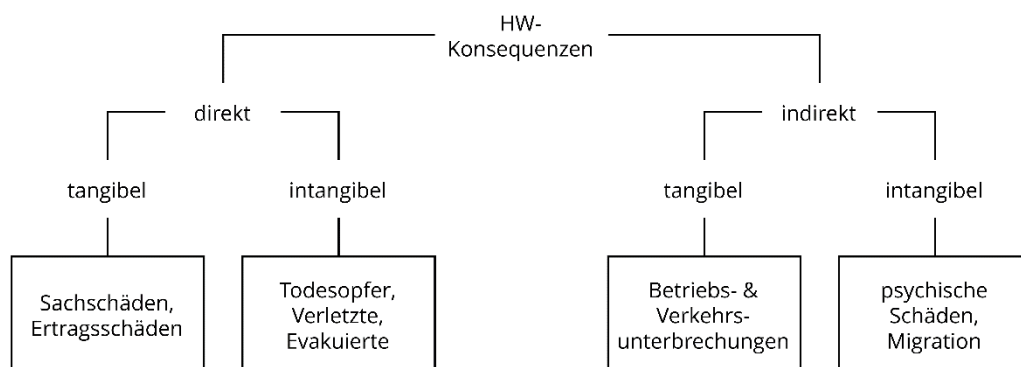 HW-
Konsequenzen
direkt
indirekt
tangibel
intangibel
tangibel
intangibel
Sachschäden,
Ertragsschäden
Todesopfer,
Verletzte,
Evakuierte
Betriebs- &
Verkehrs-
unterbrechungen
psychische
Schäden,
Migration